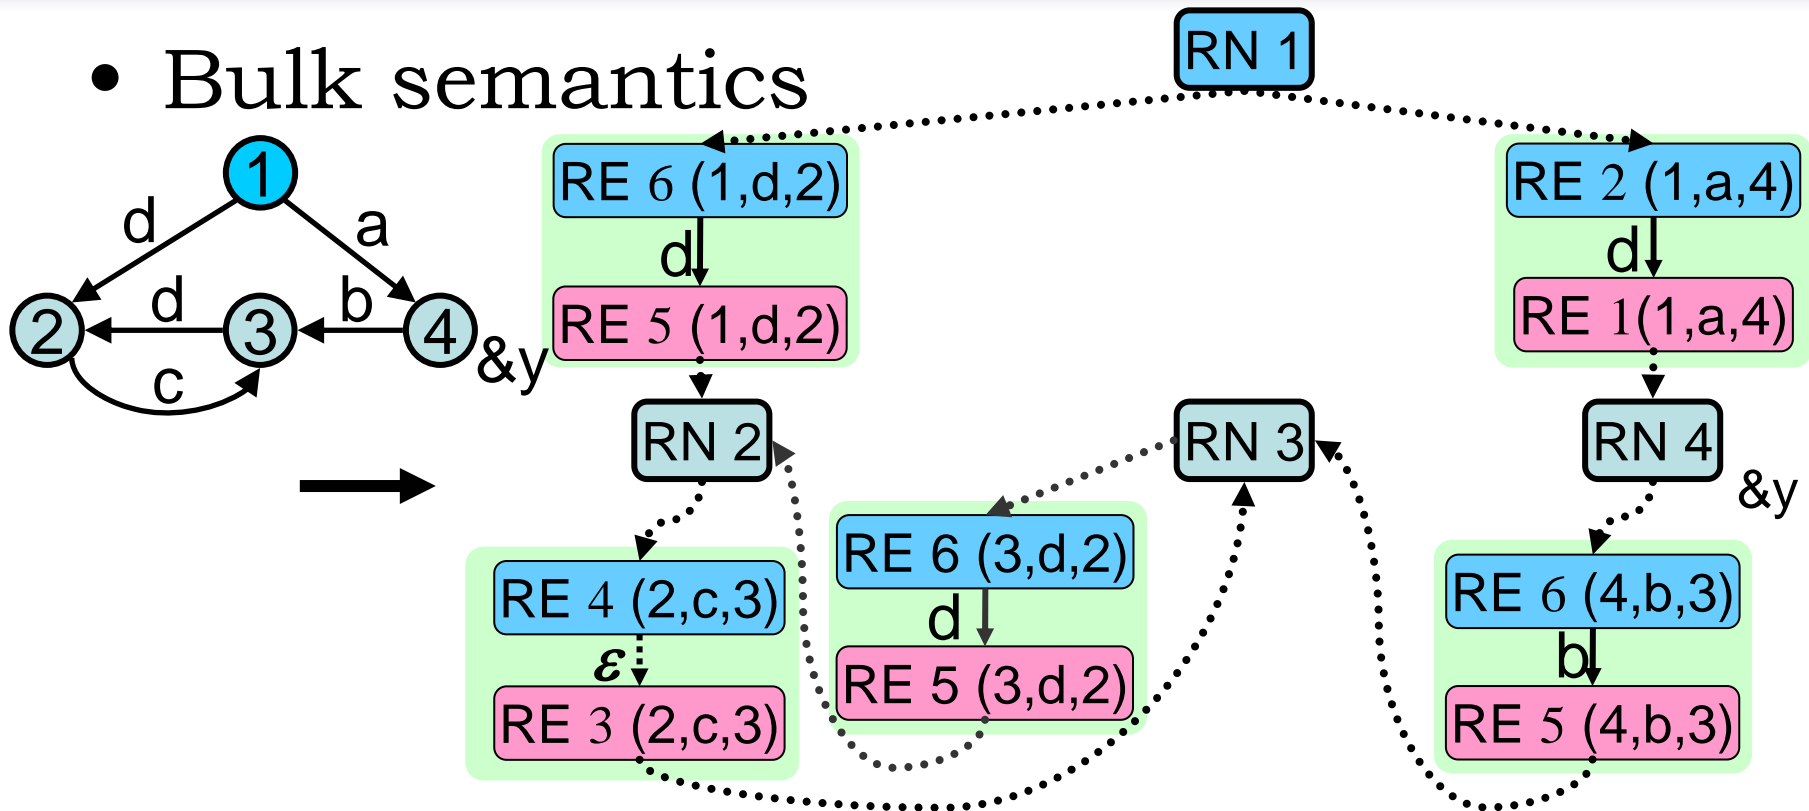 RN 1
• Bulk semantics
1
d
a
2
d
3
b
4
&y
c
RE 6 (1,d,2)
d
RE 5 (1,d,2)
RE 2 (1,a,4)
d
RE 1(1,a,4)
RN 2
RN 3
RN 4
&y
RE 4 (2,c,3)
ε
RE 3 (2,c,3)
RE 6 (3,d,2)
d
RE 5 (3,d,2)
RE 6 (4,b,3)
b
RE 5 (4,b,3)